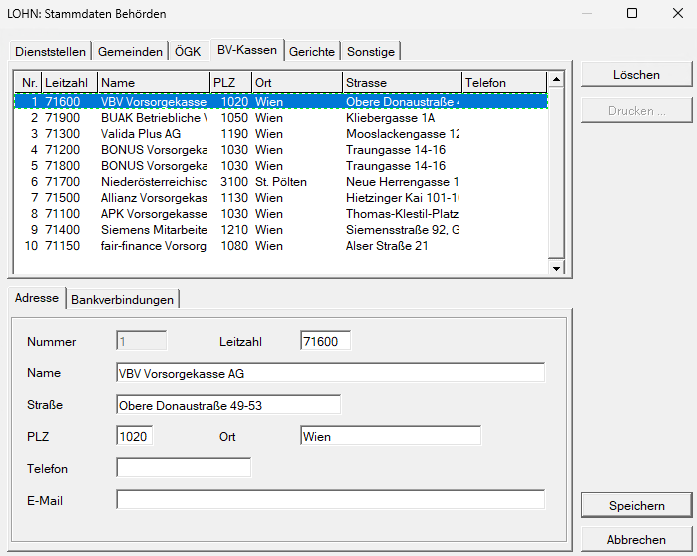 LOHN: Stammdaten Behörden
Dienststellen Gemeinden ÖGK BV-Kassen Gerichte Sonstige
Nr. Leitzahl Name PLZ Ort Strasse Telefon
1 71600 VBV Vorsorgekasse 1020 Wien Obere Donaustraße 4
2 71900 BUAK Betriebliche V 1050 Wien Kliebergasse 1A
3 71300 Valida Plus AG 1190 Wien Mooslackengasse 12
4 71200 BONUS Vorsorgeka 1030 Wien Traungasse 14-16
5 71800 BONUS Vorsorgeka 1030 Wien Traungasse 14-16
6 71700 Niederösterreichisc 3100 St. Pölten Neue Herrengasse 1
7 71500 Allianz Vorsorgekas 1130 Wien Hietzinger Kai 101-1
8 71100 APK Vorsorgekasse 1030 Wien Thomas-Klestil-Platz
9 71400 Siemens Mitarbeite 1210 Wien Siemensstraße 92, G
10 71150 fair-finance Vorsorg 1080 Wien Alser Straße 21
Löschen
Drucken ...
Adresse Bankverbindungen
Nummer 1 Leitzahl 71600
Name VBV Vorsorgekasse AG
Straße Obere Donaustraße 49-53
PLZ 1020 Ort Wien
Telefon
E-Mail
Speichern
Abbrechen